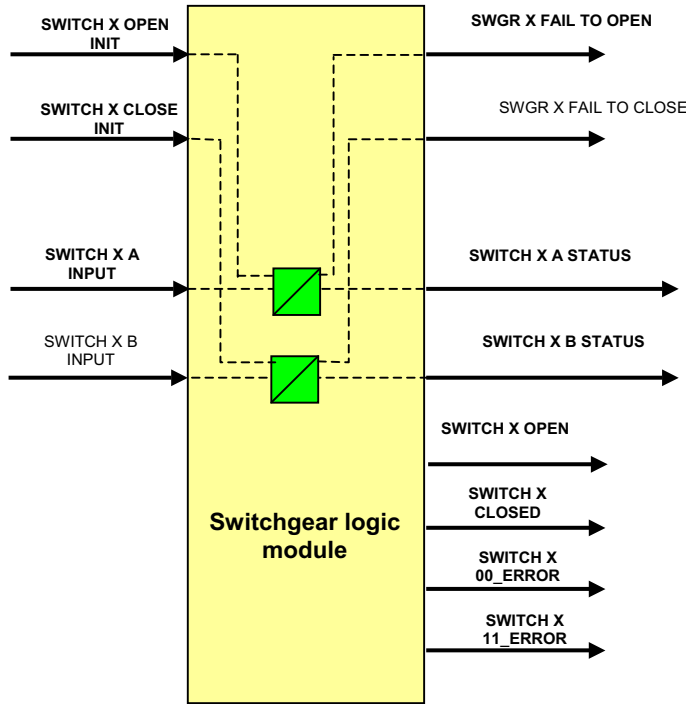 SWITCH X OPEN
INIT
SWGR X FAIL TO OPEN
SWITCH X CLOSE
INIT
SWGR X FAIL TO CLOSE
SWITCH X A
INPUT
SWITCH X A STATUS
SWITCH X B
INPUT
SWITCH X B STATUS
SWITCH X OPEN
SWITCH X
CLOSED
Switchgear logic
module
SWITCH X
00_ERROR
SWITCH X
11_ERROR